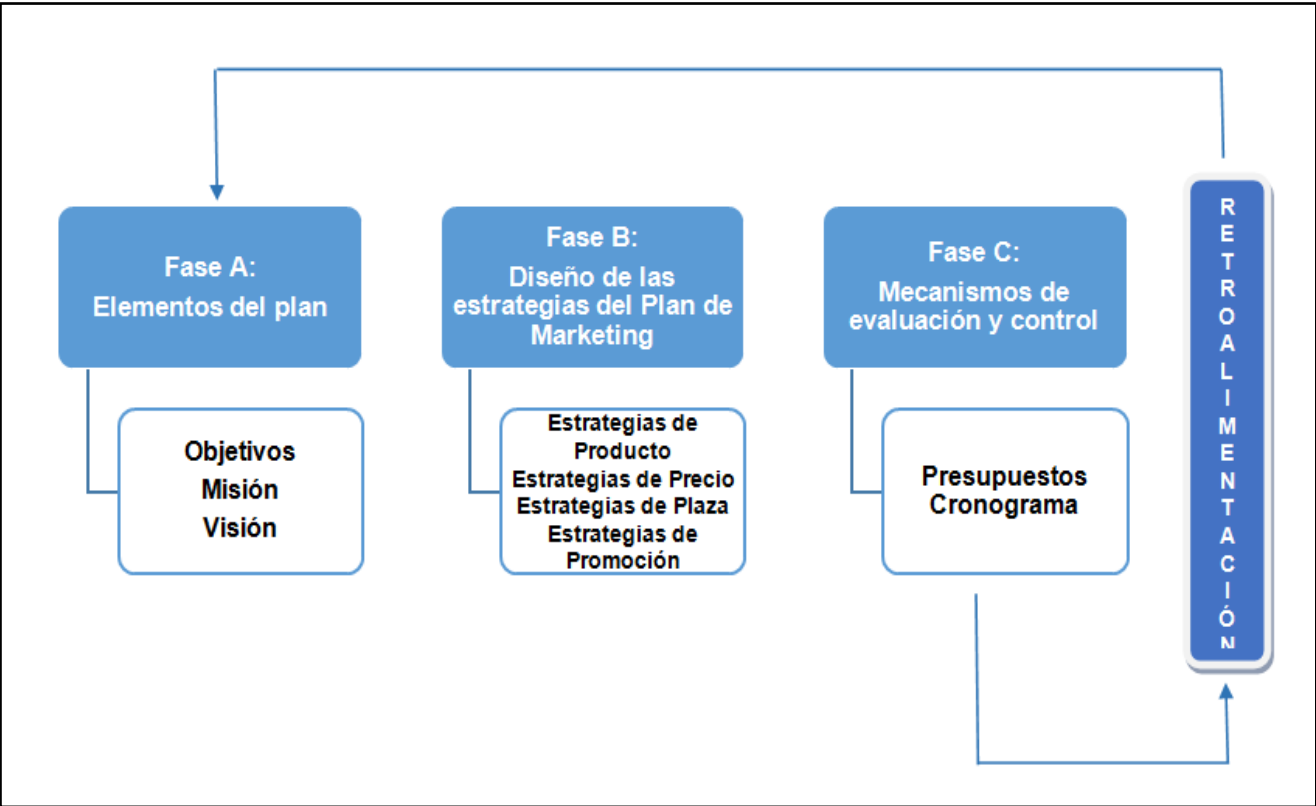 Fase A:
Elementos del plan
Objetivos
Misión
Visión
Fase B:
Diseño de las
estrategias del Plan de
Marketing
Estrategias de
Producto
Estrategias de Precio
Estrategias de Plaza
Estrategias de
Promoción
Fase C:
Mecanismos de
evaluación y control
Presupuestos
Cronograma
RETROALIMENTACIÓN